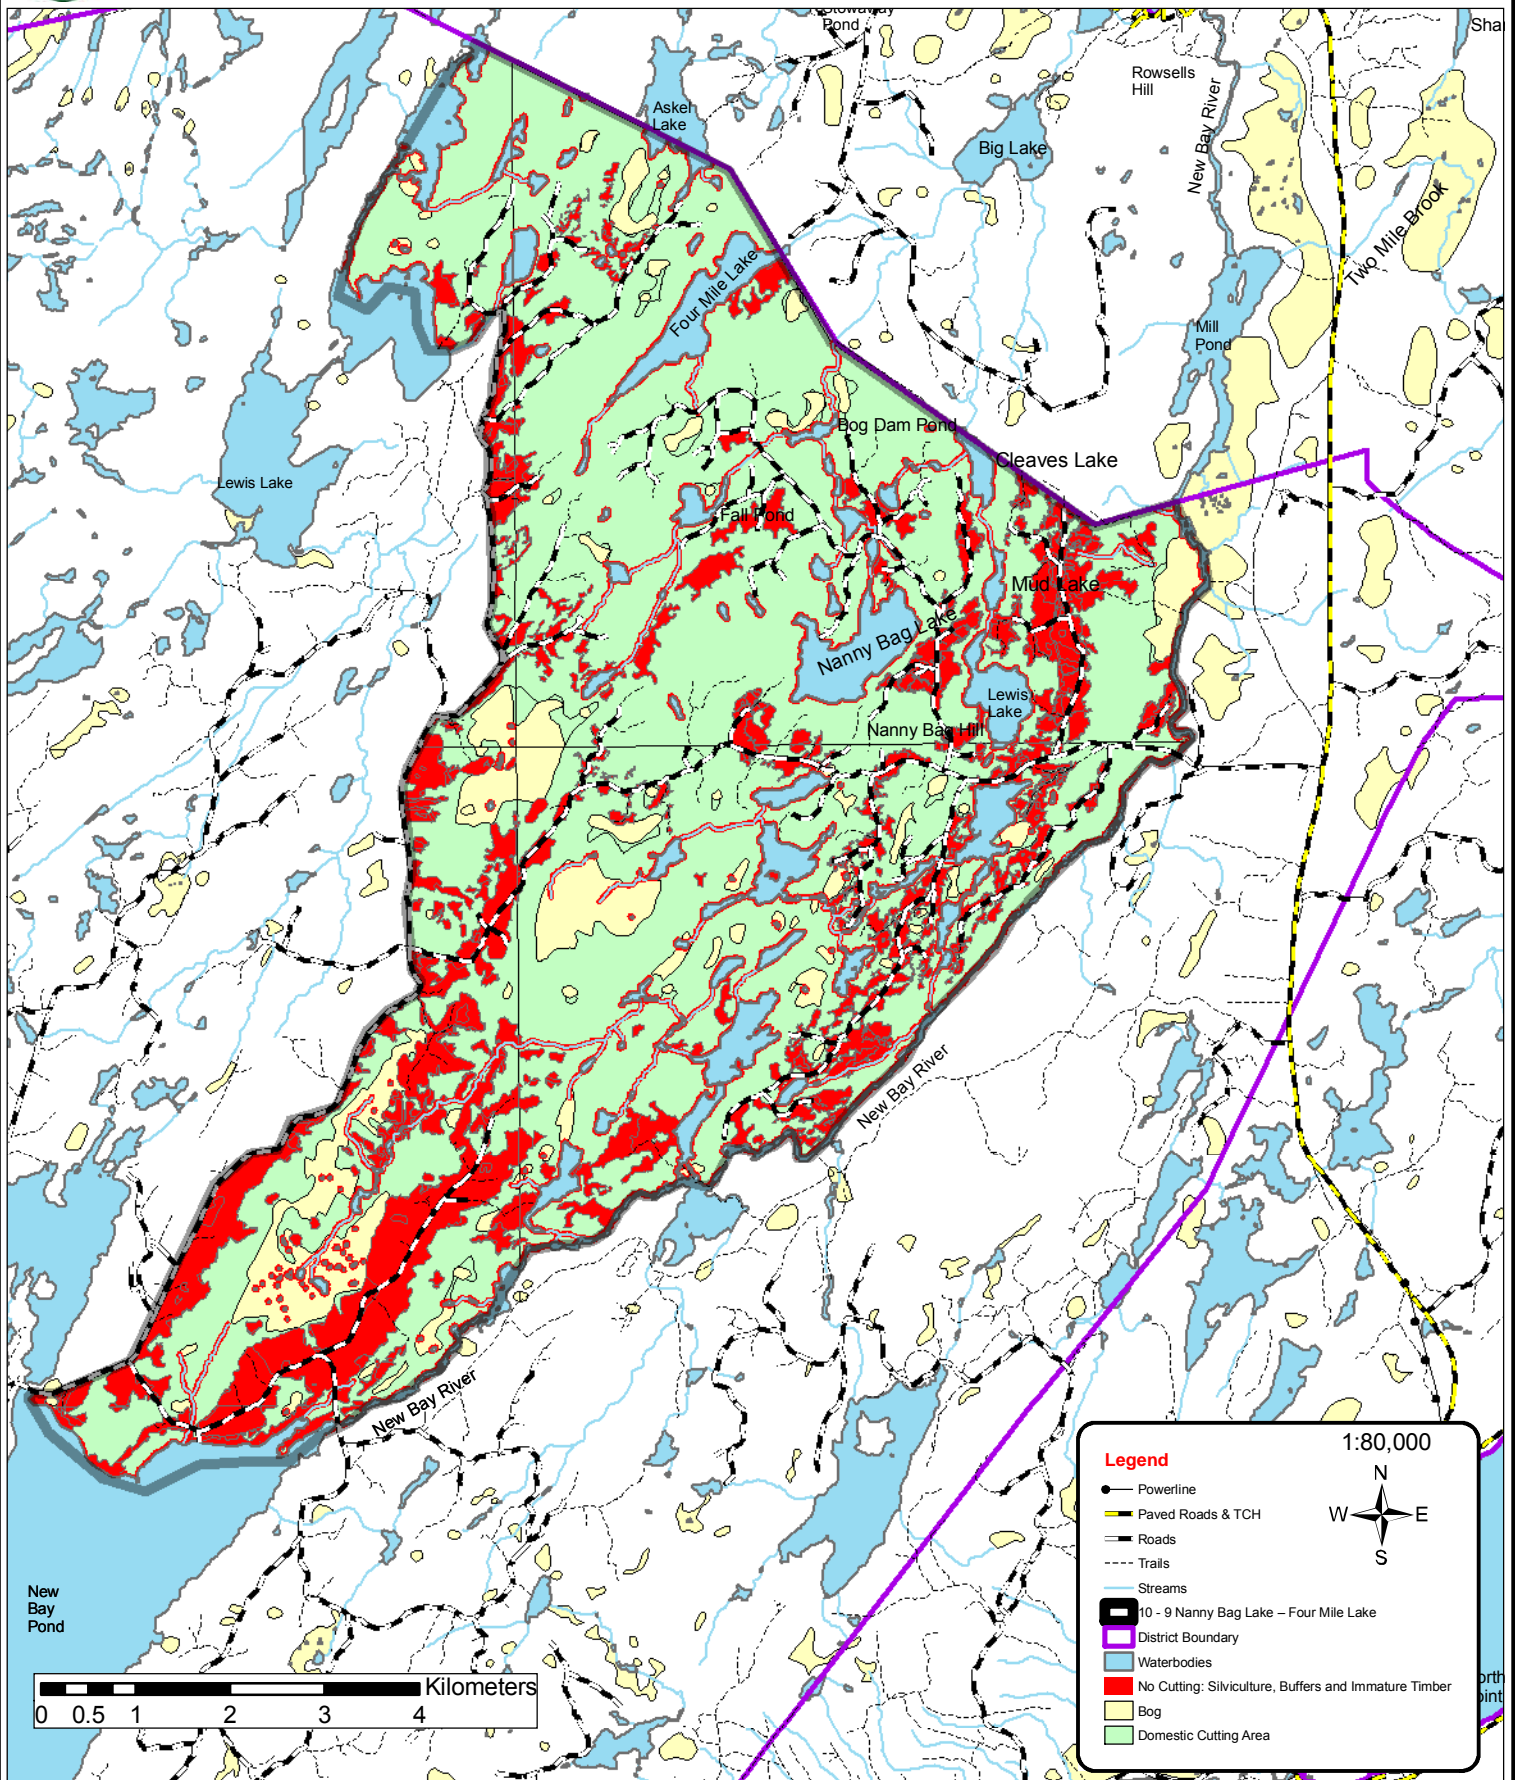 Pond
Sha
Rowsells
Hill
Askel
Lake
Big Lake
New Bay River
Two Mile Brook
Four Mile Lake
Mill
Pond
Bog Dam Pond
Cleaves Lake
Lewis Lake
Fall Pond
Mud Lake
Nanny Bag Lake
Lewis
Lake
Nanny Bag Hill
New Bay River
New Bay River
New
Bay
Pond
1:80,000
Legend
N
W E
S
Powerline
Paved Roads & TCH
Roads
Trails
Streams
10 - 9 Nanny Bag Lake – Four Mile Lake
District Boundary
Waterbodies
No Cutting: Silviculture, Buffers and Immature Timber
Bog
Domestic Cutting Area
Kilometers
0 0.5 1 2 3 4